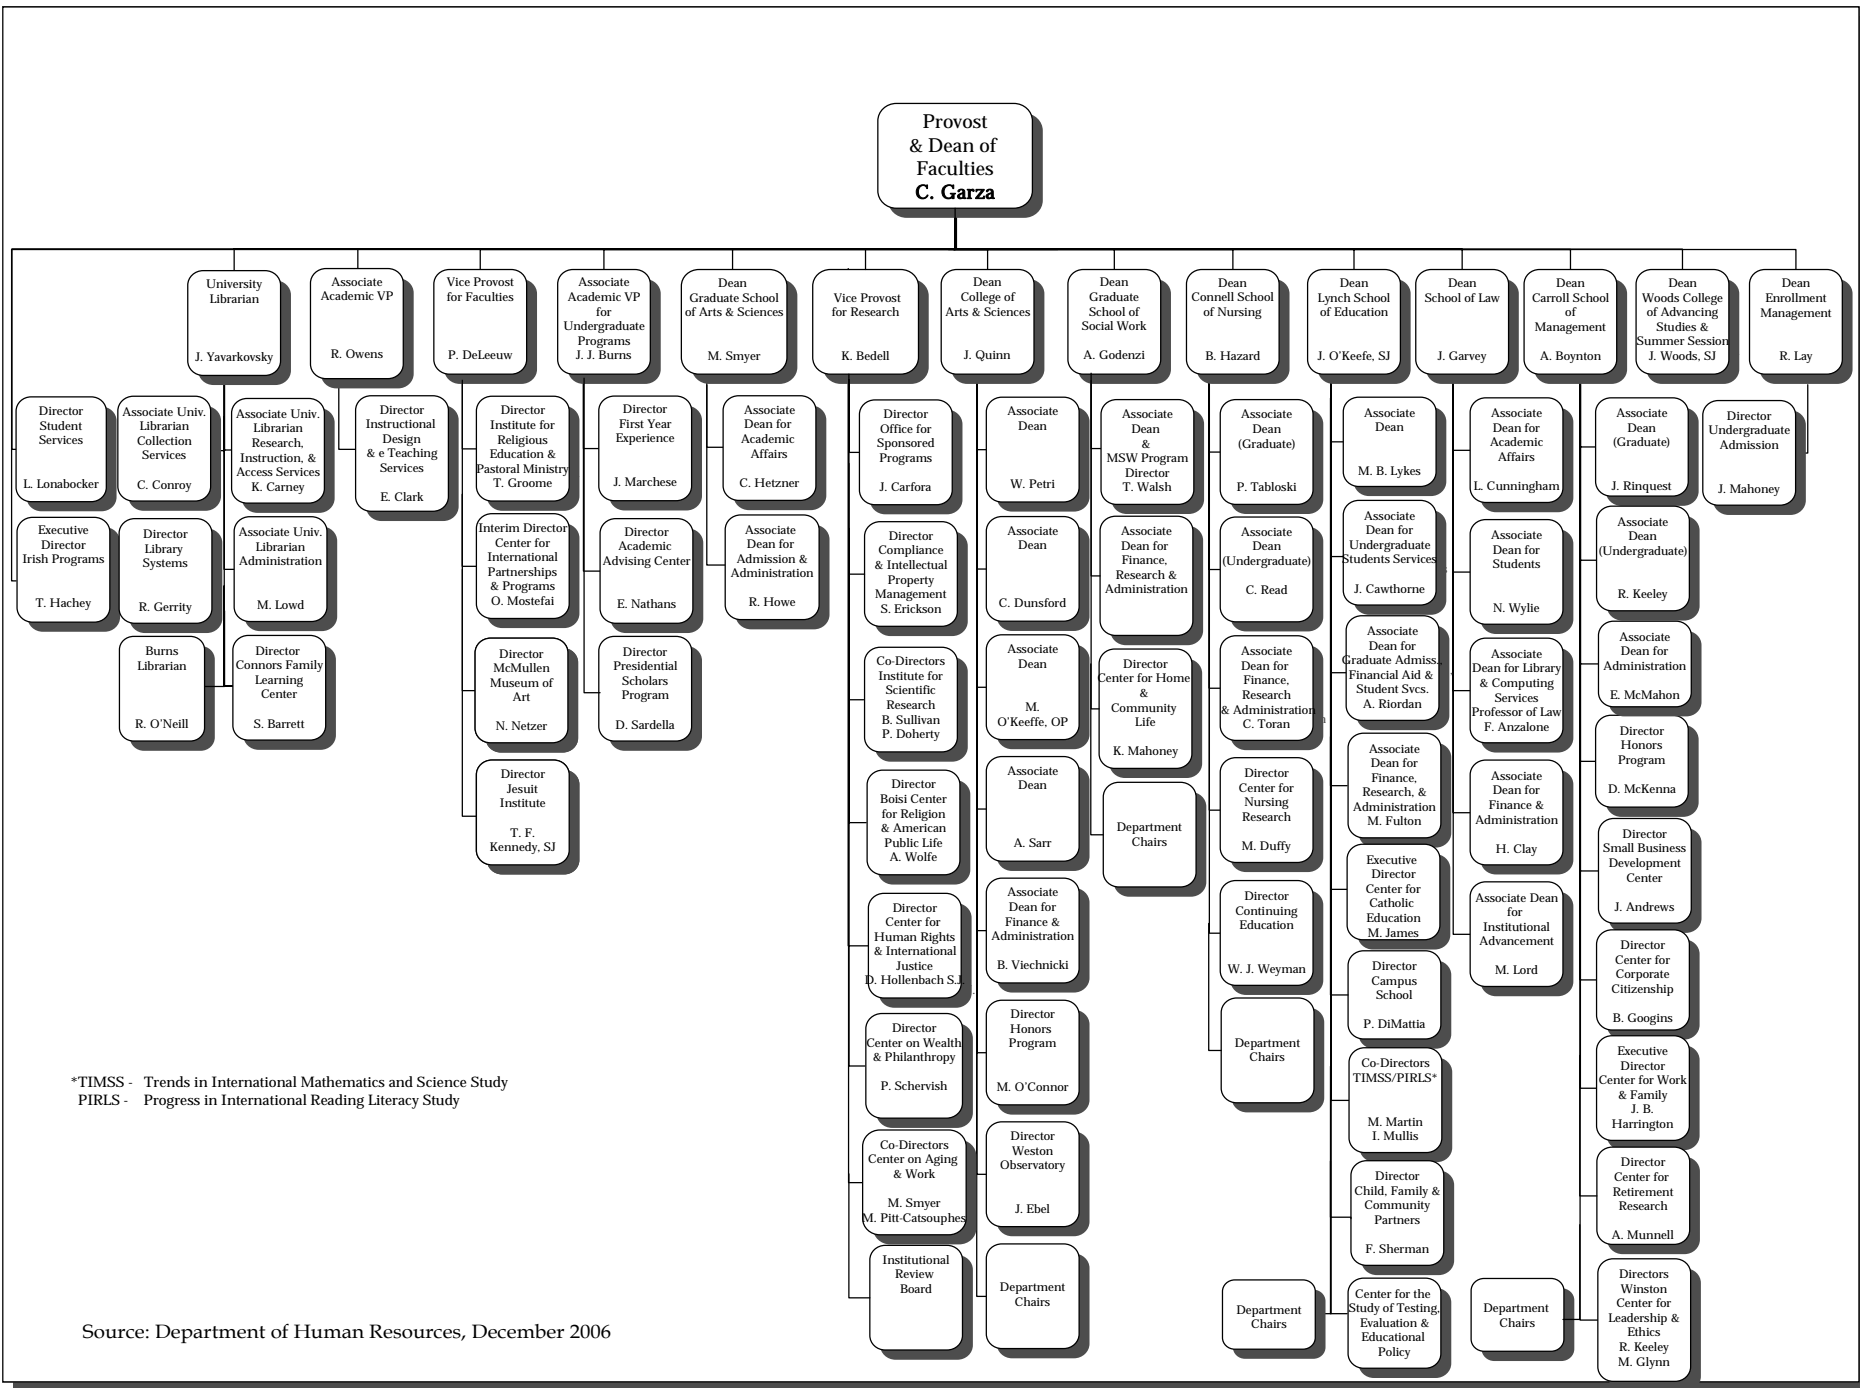 Provost
& Dean of
Faculties
C. Garza
University
Librarian
J. Yavarkovsky
Associate
Academic VP
R. Owens
Vice Provost
for Faculties
P. DeLeeuw
Associate
Academic VP
for
Undergraduate
Programs
J. J. Burns
Dean
Graduate School
of Arts & Sciences
M. Smyer
Vice Provost
for Research
K. Bedell
Dean
College of
Arts & Sciences
J. Quinn
Dean
Graduate
School of
Social Work
A. Godenzi
Dean
Connell School
of Nursing
B. Hazard
Dean
Lynch School
of Education
J. O'Keefe, SJ
Dean
School of Law
J. Garvey
Dean
Carroll School
of
Management
A. Boynton
Dean
Woods College
of Advancing
Studies &
Summer Session
J. Woods, SJ
Dean
Enrollment
Management
R. Lay
Director
Student
Services
L. Lonabocker
Executive
Director
Irish Programs
T. Hachey
Associate Univ.
Librarian
Collection
Services
C. Conroy
Associate Univ.
Librarian
Research,
Instruction, &
Access Services
K. Carney
Director
Library
Systems
R. Gerrity
Associate Univ.
Librarian
Administration
M. Lowd
Burns
Librarian
R. O'Neill
Director
Connors Family
Learning
Center
S. Barrett
Director
Instructional
Design
& e Teaching
Services
E. Clark
Director
Institute for
Religious
Education &
Pastoral Ministry
T. Groome
Interim Director
Center for
International
Partnerships
& Programs
O. Mostefai
Director
McMullen
Museum of
Art
N. Netzer
Director
Jesuit
Institute
T. F.
Kennedy, SJ
Director
First Year
Experience
J. Marchese
Director
Academic
Advising Center
E. Nathans
Director
Presidential
Scholars
Program
D. Sardella
Associate
Dean for
Academic
Affairs
C. Hetzner
Associate
Dean for
Admission &
Administration
R. Howe
Director
Office for
Sponsored
Programs
J. Carfora
Director
Compliance
& Intellectual
Property
Management
S. Erickson
Co-Directors
Institute for
Scientific
Research
B. Sullivan
P. Doherty
Director
Boisi Center
for Religion
& American
Public Life
A. Wolfe
Director
Center for
Human Rights
& International
Justice
D. Hollenbach S.J.
Director
Center on Wealth
& Philanthropy
P. Schervish
Co-Directors
Center on Aging
& Work
M. Smyer
M. Pitt-Catsouphes
Institutional
Review
Board
Associate
Dean
W. Petri
Associate
Dean
C. Dunsford
Associate
Dean
M.
O'Keeffe, OP
Associate
Dean
A. Sarr
Associate
Dean for
Finance &
Administration
B. Viechnicki
Director
Honors
Program
M. O'Connor
Director
Weston
Observatory
J. Ebel
Department
Chairs
Associate
Dean
&
MSW Program
Director
T. Walsh
Associate
Dean for
Finance,
Research &
Administration
Director
Center for Home
&
Community
Life
K. Mahoney
Department
Chairs
Associate
Dean
(Graduate)
P. Tabloski
Associate
Dean
(Undergraduate)
C. Read
Associate
Dean for
Finance,
Research
& Administration
C. Toran
Director
Center for
Nursing
Research
M. Duffy
Director
Continuing
Education
W. J. Weyman
Department
Chairs
Associate
Dean
M. B. Lykes
Associate
Dean for
Undergraduate
Students Services
J. Cawthorne
Associate
Dean for
Graduate Admiss.,
Financial Aid &
Student Svcs.
A. Riordan
Associate
Dean for
Finance,
Research, &
Administration
M. Fulton
Executive
Director
Center for
Catholic
Education
M. James
Director
Campus
School
P. DiMattia
Co-Directors
TIMSS/PIRLS*
M. Martin
I. Mullis
Director
Child, Family &
Community
Partners
F. Sherman
Department
Chairs
Center for the
Study of Testing,
Evaluation &
Educational
Policy
Associate
Dean for
Academic
Affairs
L. Cunningham
Associate
Dean for
Students
N. Wylie
Associate
Dean for Library
& Computing
Services
Professor of Law
F. Anzalone
Associate
Dean for
Finance &
Administration
H. Clay
Associate Dean
for
Institutional
Advancement
M. Lord
Associate
Dean
(Graduate)
J. Rinquest
Associate
Dean
(Undergraduate)
R. Keeley
Associate
Dean for
Administration
E. McMahon
Director
Honors
Program
D. McKenna
Director
Small Business
Development
Center
J. Andrews
Director
Center for
Corporate
Citizenship
B. Googins
Executive
Director
Center for Work
& Family
J. B.
Harrington
Director
Center for
Retirement
Research
A. Munnell
Department
Chairs
Directors
Winston
Center for
Leadership &
Ethics
R. Keeley
M. Glynn
Director
Undergraduate
Admission
J. Mahoney
*TIMSS - Trends in International Mathematics and Science Study
PIRLS - Progress in International Reading Literacy Study
Source: Department of Human Resources, December 2006